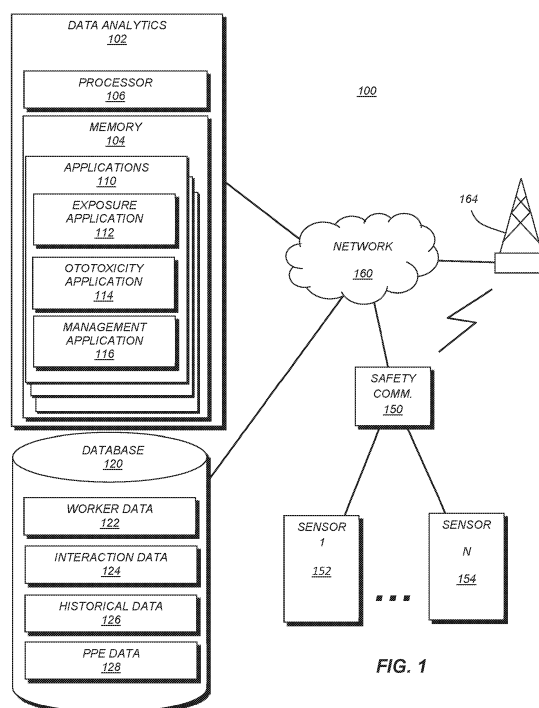 DATA ANALYTICS
102
PROCESSOR
106
MEMORY
104
APPLICATIONS
110
EXPOSURE
APPLICATION
112
OTOTOXICITY
APPLICATION
114
MANAGEMENT
APPLICATION
116
DATABASE
120
WORKER DATA
122
INTERACTION DATA
124
HISTORICAL DATA
126
PPE DATA
128
100
164
NETWORK
160
SAFETY
COMM.
150
SENSOR
1
152
SENSOR
N
154
FIG. 1